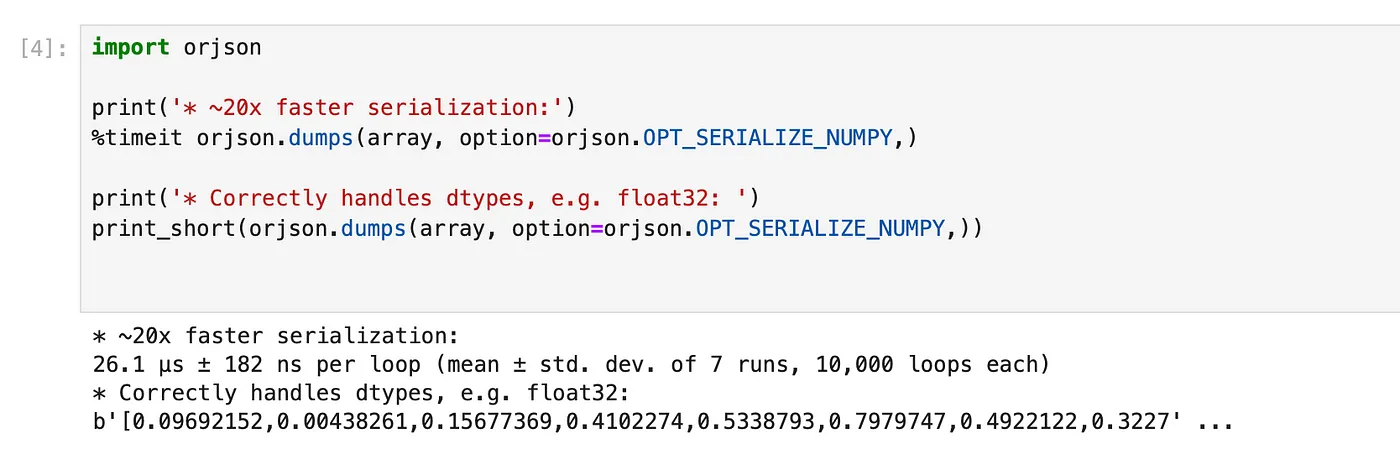 [4]: import orjson
print('* ~20x faster serialization:')
%timeit orjson.dumps(array, option=orjson.OPT_SERIALIZE_NUMPY,)
print('* Correctly handles dtypes, e.g. float32: ')
print_short(orjson.dumps(array, option=orjson.OPT_SERIALIZE_NUMPY,))
* ~20x faster serialization:
26.1 µs ± 182 ns per loop (mean ± std. dev. of 7 runs, 10,000 loops each)
* Correctly handles dtypes, e.g. float32:
b'[0.09692152,0.00438261,0.15677369,0.4102274,0.5338793,0.7979747,0.4922122,0.3227' ...